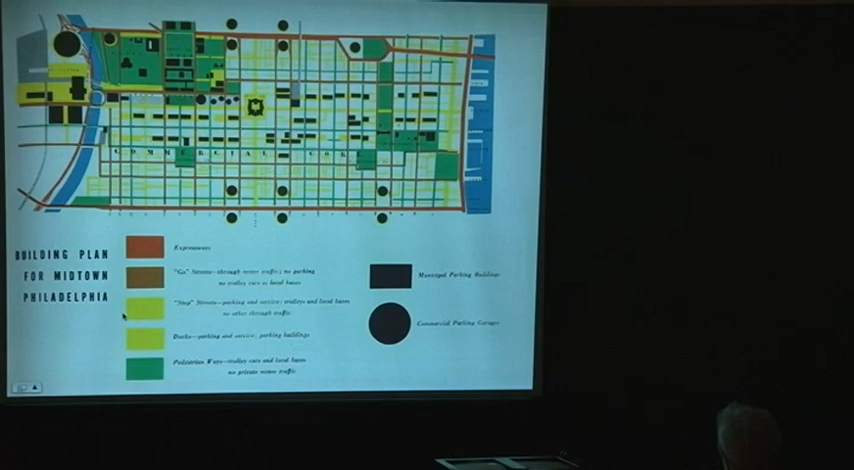 COMMERCIAL CORE
BUILDING PLAN
FOR MIDTOWN
PHILADELPHIA
Expressways
"Go" Streets—through motor traffic; no parking
no trolley cars or local buses
"Stop" Streets—parking and service; trolleys and local buses
no other through traffic
Docks—parking and service; parking buildings
Pedestrian Ways—trolley cars and local buses
no private motor traffic
Municipal Parking Buildings
Commercial Parking Garages